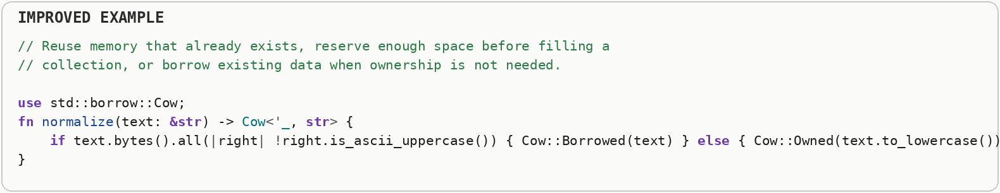 IMPROVED EXAMPLE
// Reuse memory that already exists, reserve enough space before filling a
// collection, or borrow existing data when ownership is not needed.
use std::borrow::Cow;
fn normalize(text: &str) -> Cow<'_, str> {
    if text.bytes().all(|right| !right.is_ascii_uppercase()) { Cow::Borrowed(text) } else { Cow::Owned(text.to_lowercase())
}